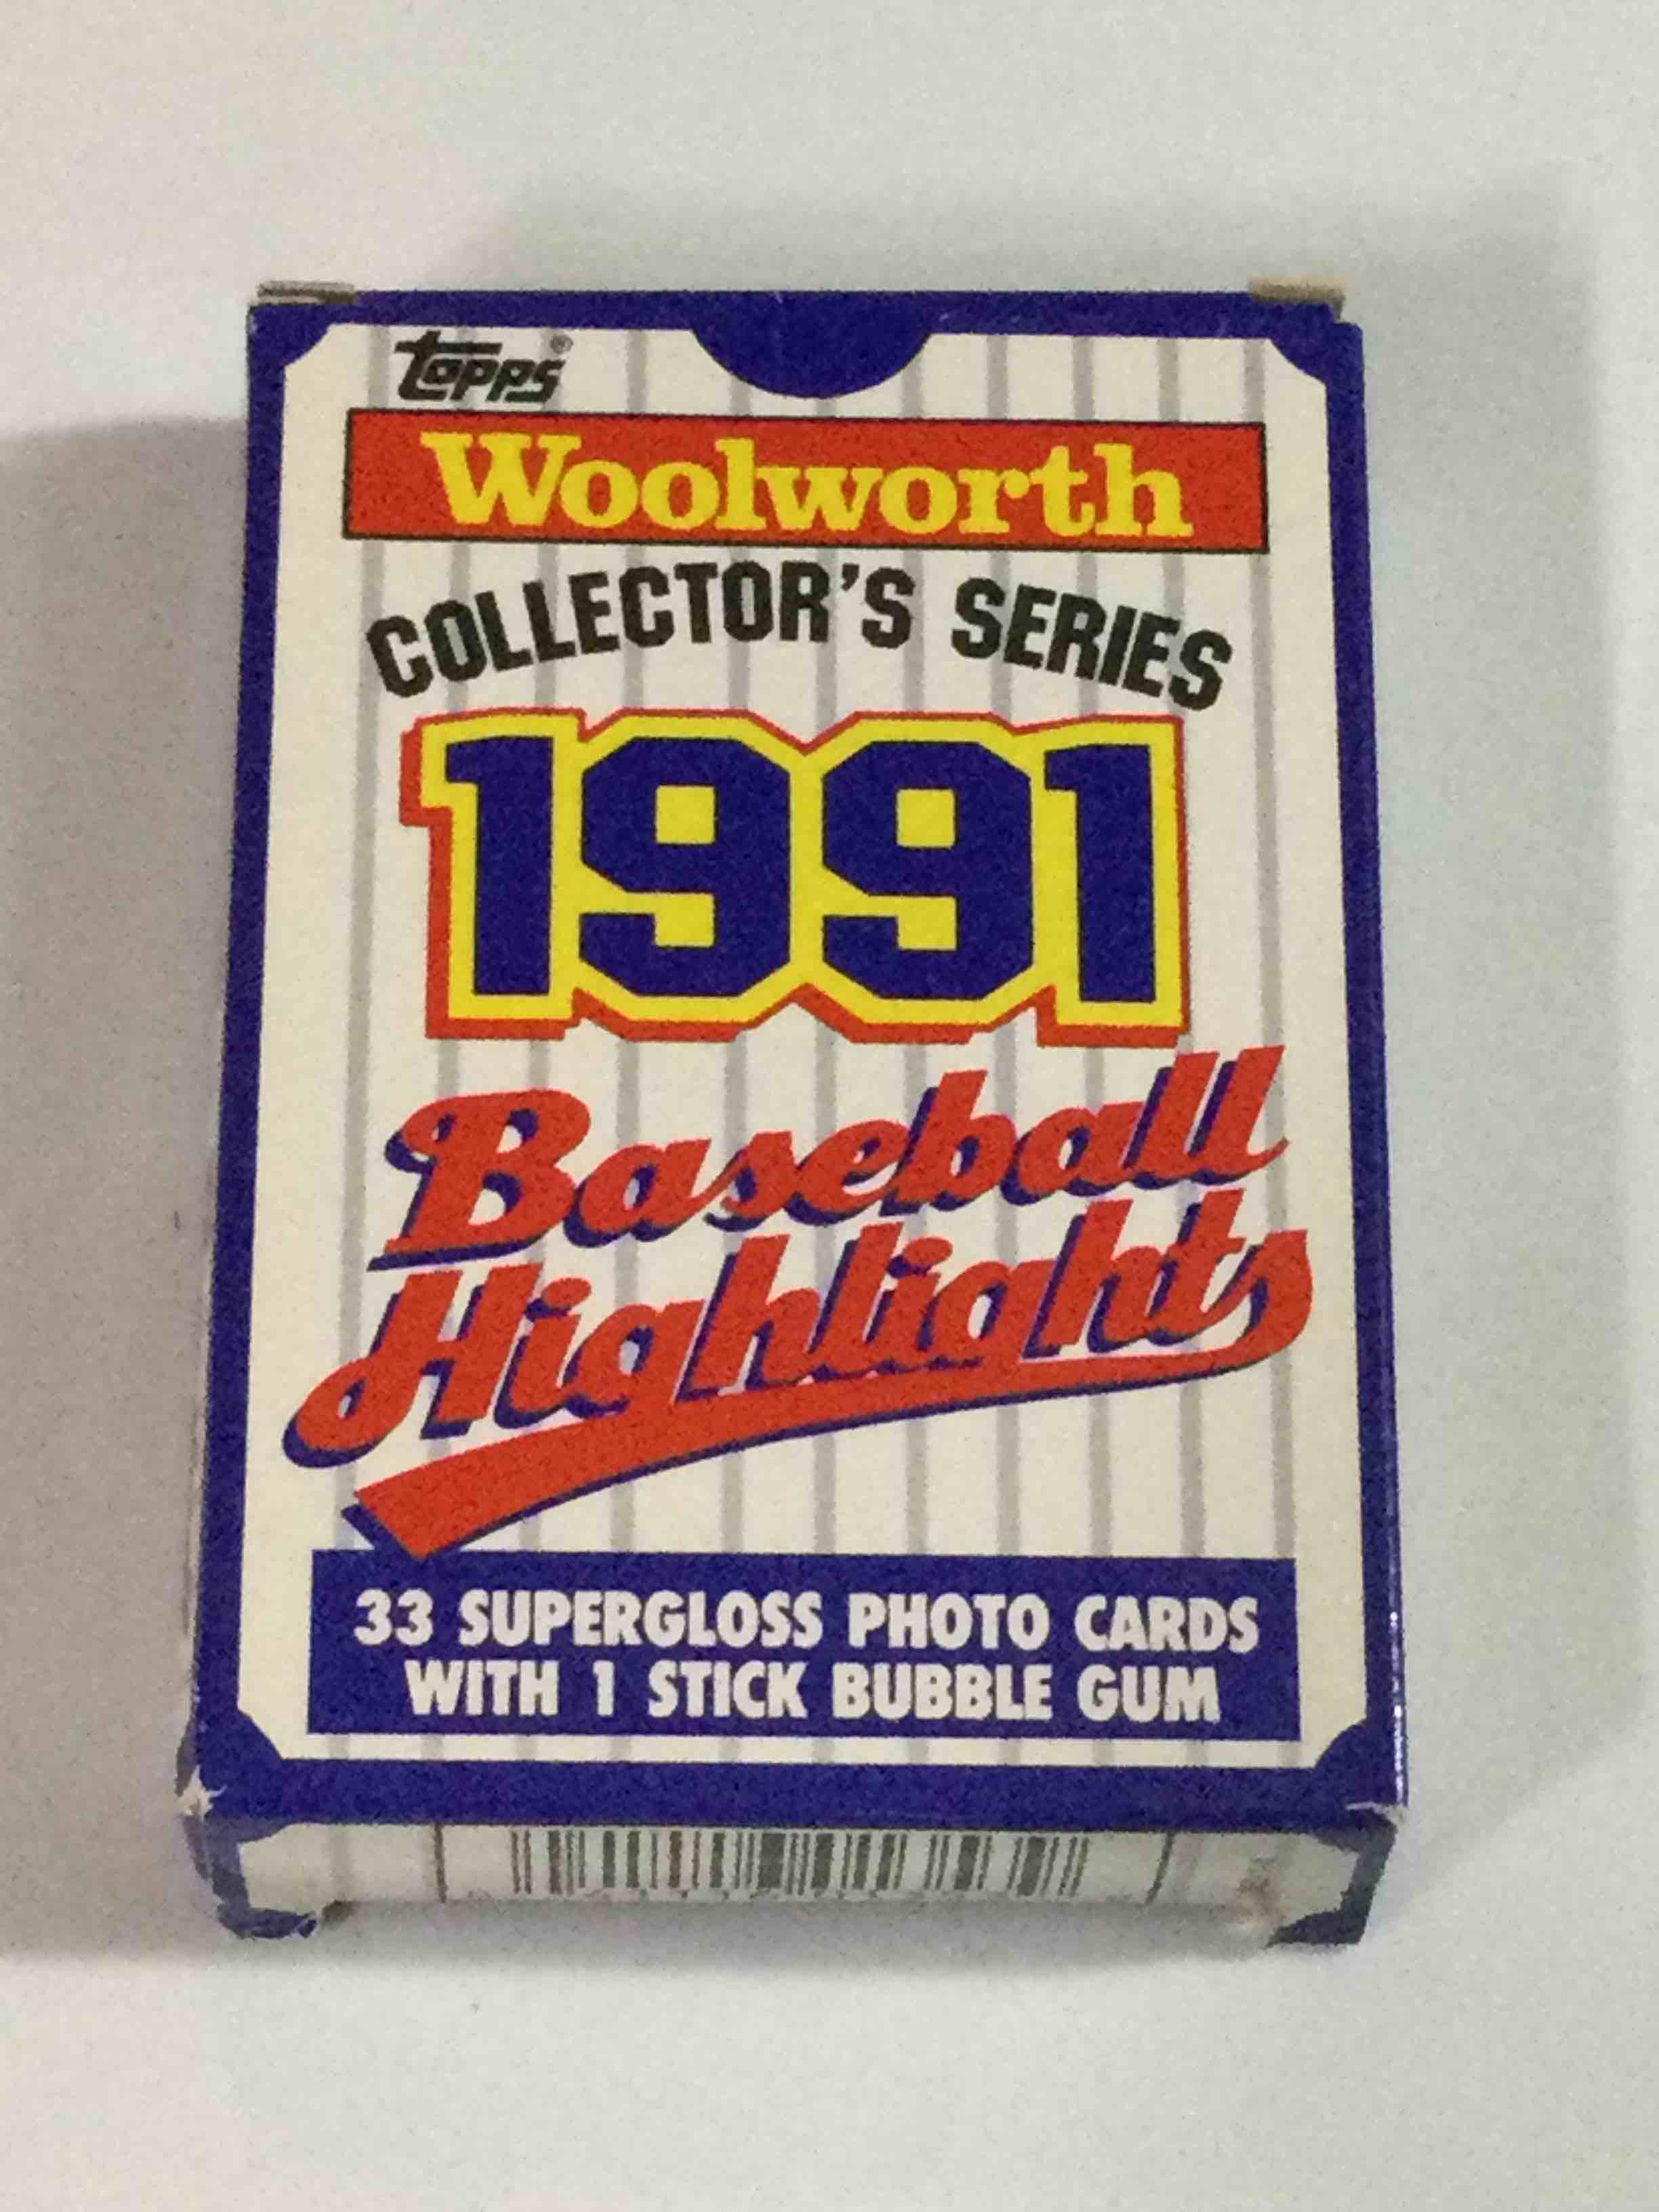 Topps®
Woolworth
COLLECTOR'S SERIES
1991
Baseball
Highlights
33 SUPERGLOSS PHOTO CARDS
WITH 1 STICK BUBBLE GUM